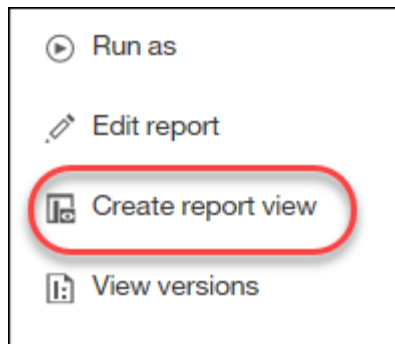 Run as
Edit report
Create report view
View versions